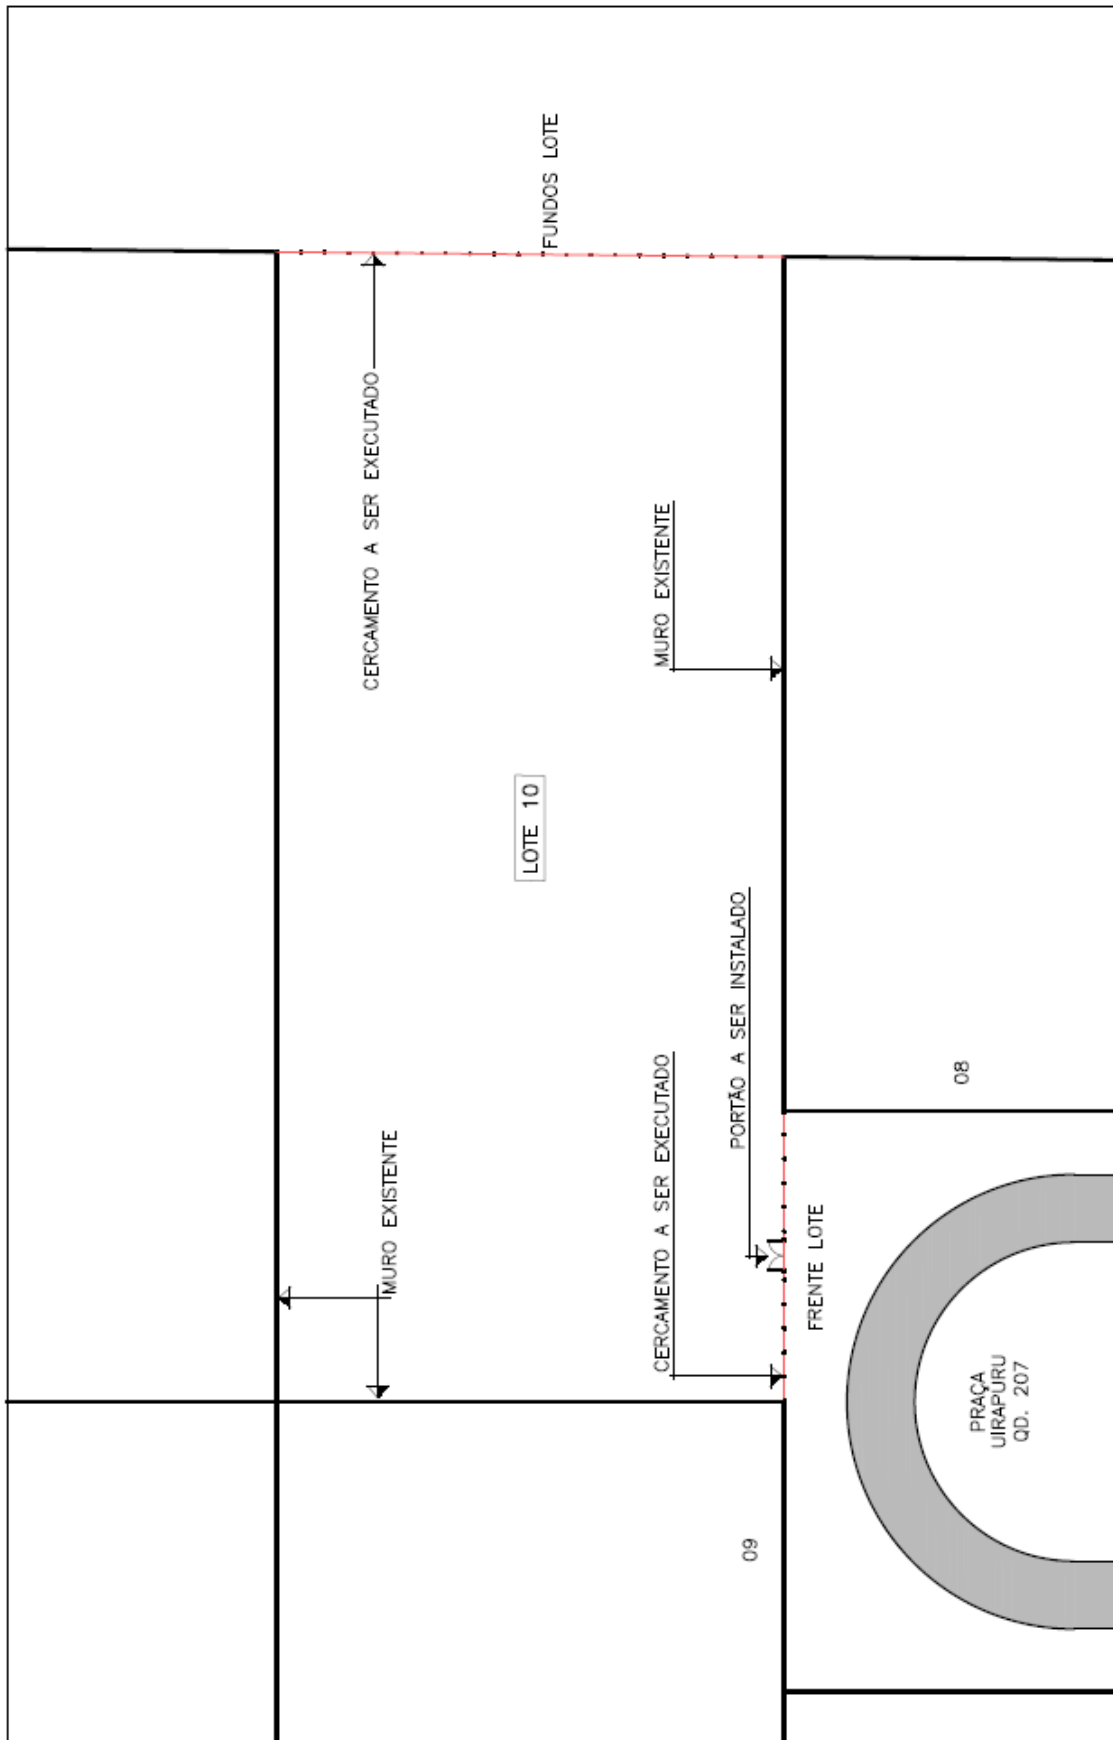 FUNDOS LOTE
CERCAMENTO A SER EXECUTADO
MURO EXISTENTE
LOTE 10
PORTÃO A SER INSTALADO
CERCAMENTO A SER EXECUTADO
MURO EXISTENTE
FRENTE LOTE
08
09
PRAÇA
UIRAPURU
QD. 207